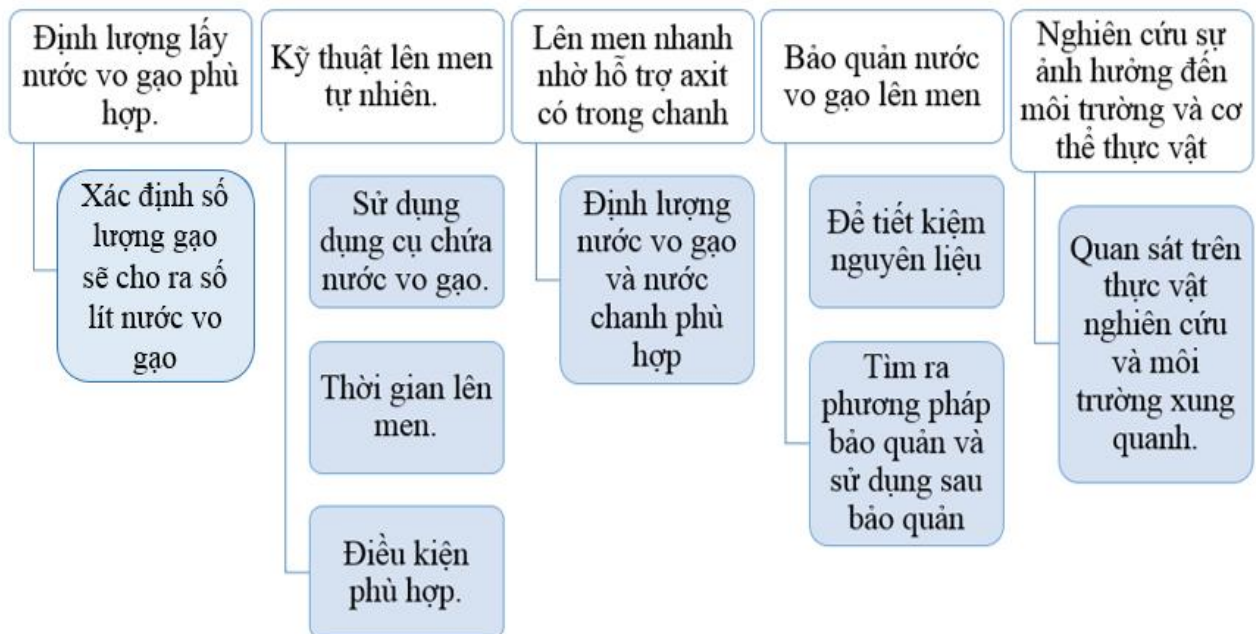 Định lượng lấy
nước vo gạo phù
hợp.
Xác định số
lượng gạo
sẽ cho ra số
lít nước vo
gạo
Kỹ thuật lên men
tự nhiên.
Sử dụng
dụng cụ chứa
nước vo gạo.
Thời gian lên
men.
Điều kiện
phù hợp.
Lên men nhanh
nhờ hỗ trợ axit
có trong chanh
Định lượng
nước vo gạo
và nước
chanh phù
hợp
Bảo quản nước
vo gạo lên men
Để tiết kiệm
nguyên liệu
Tìm ra
phương pháp
bảo quản và
sử dụng sau
bảo quản
Nghiên cứu sự
ảnh hưởng đến
môi trường và cơ
thể thực vật
Quan sát trên
thực vật
nghiên cứu
và môi
trường xung
quanh.